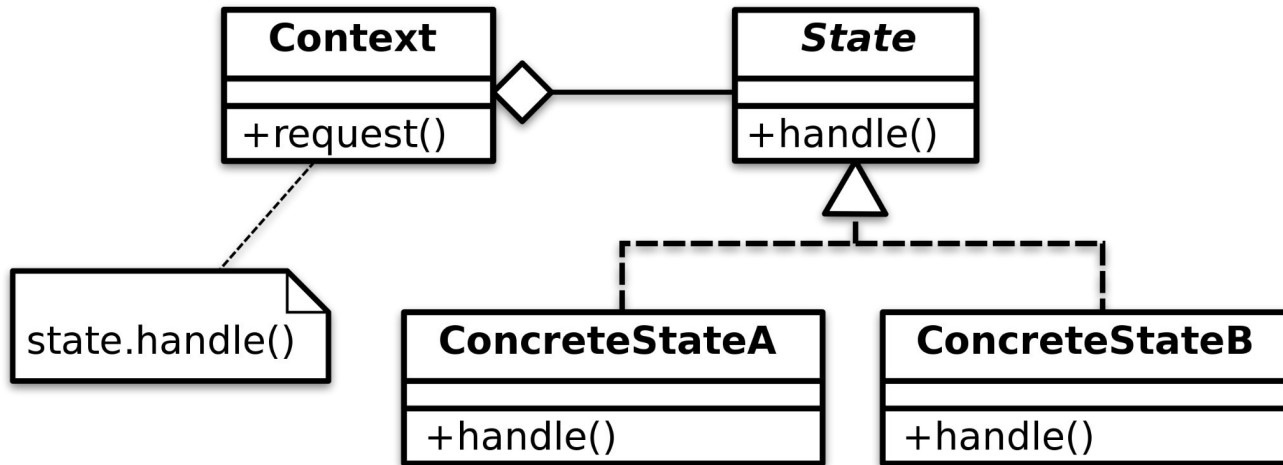 Context
State
+request()
+handle()
state.handle()
ConcreteStateA
ConcreteStateB
+handle()
+handle()